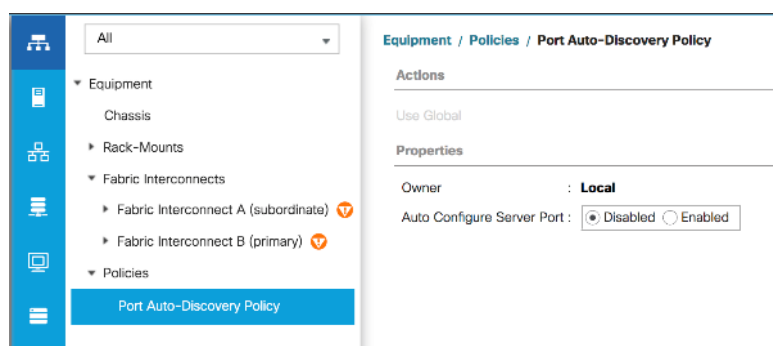 All
Equipment
Chassis
Rack-Mounts
Fabric Interconnects
Fabric Interconnect A (subordinate)
Fabric Interconnect B (primary)
Policies
Port Auto-Discovery Policy
Equipment / Policies / Port Auto-Discovery Policy
Actions
Use Global
Properties
Owner : Local
Auto Configure Server Port : Disabled Enabled